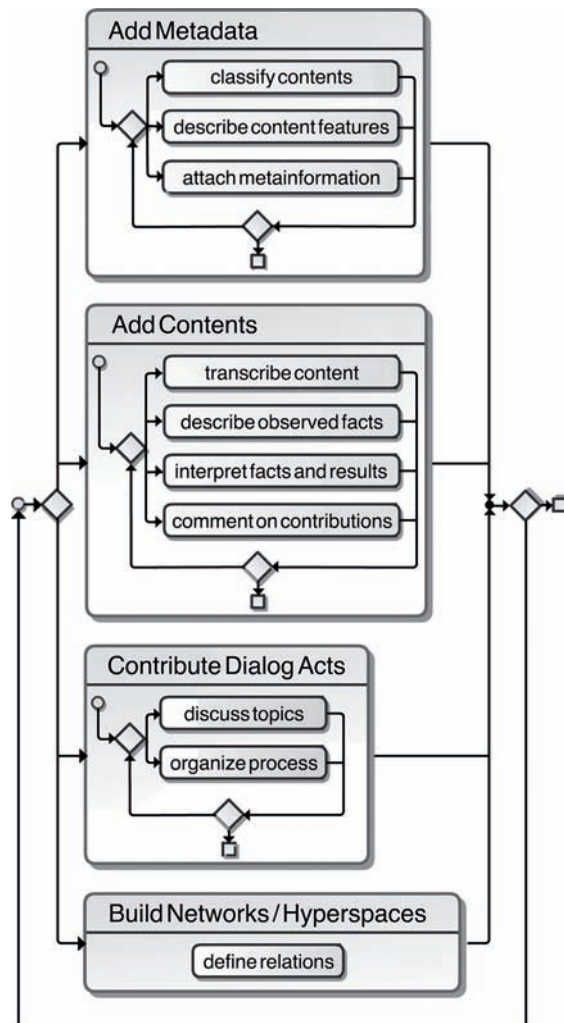 Add Metadata
classify contents
describe content features
attach metainformation
Add Contents
transcribe content
describe observed facts
interpret facts and results
comment on contributions
Contribute Dialog Acts
discuss topics
organize process
Build Networks / Hyperspaces
define relations